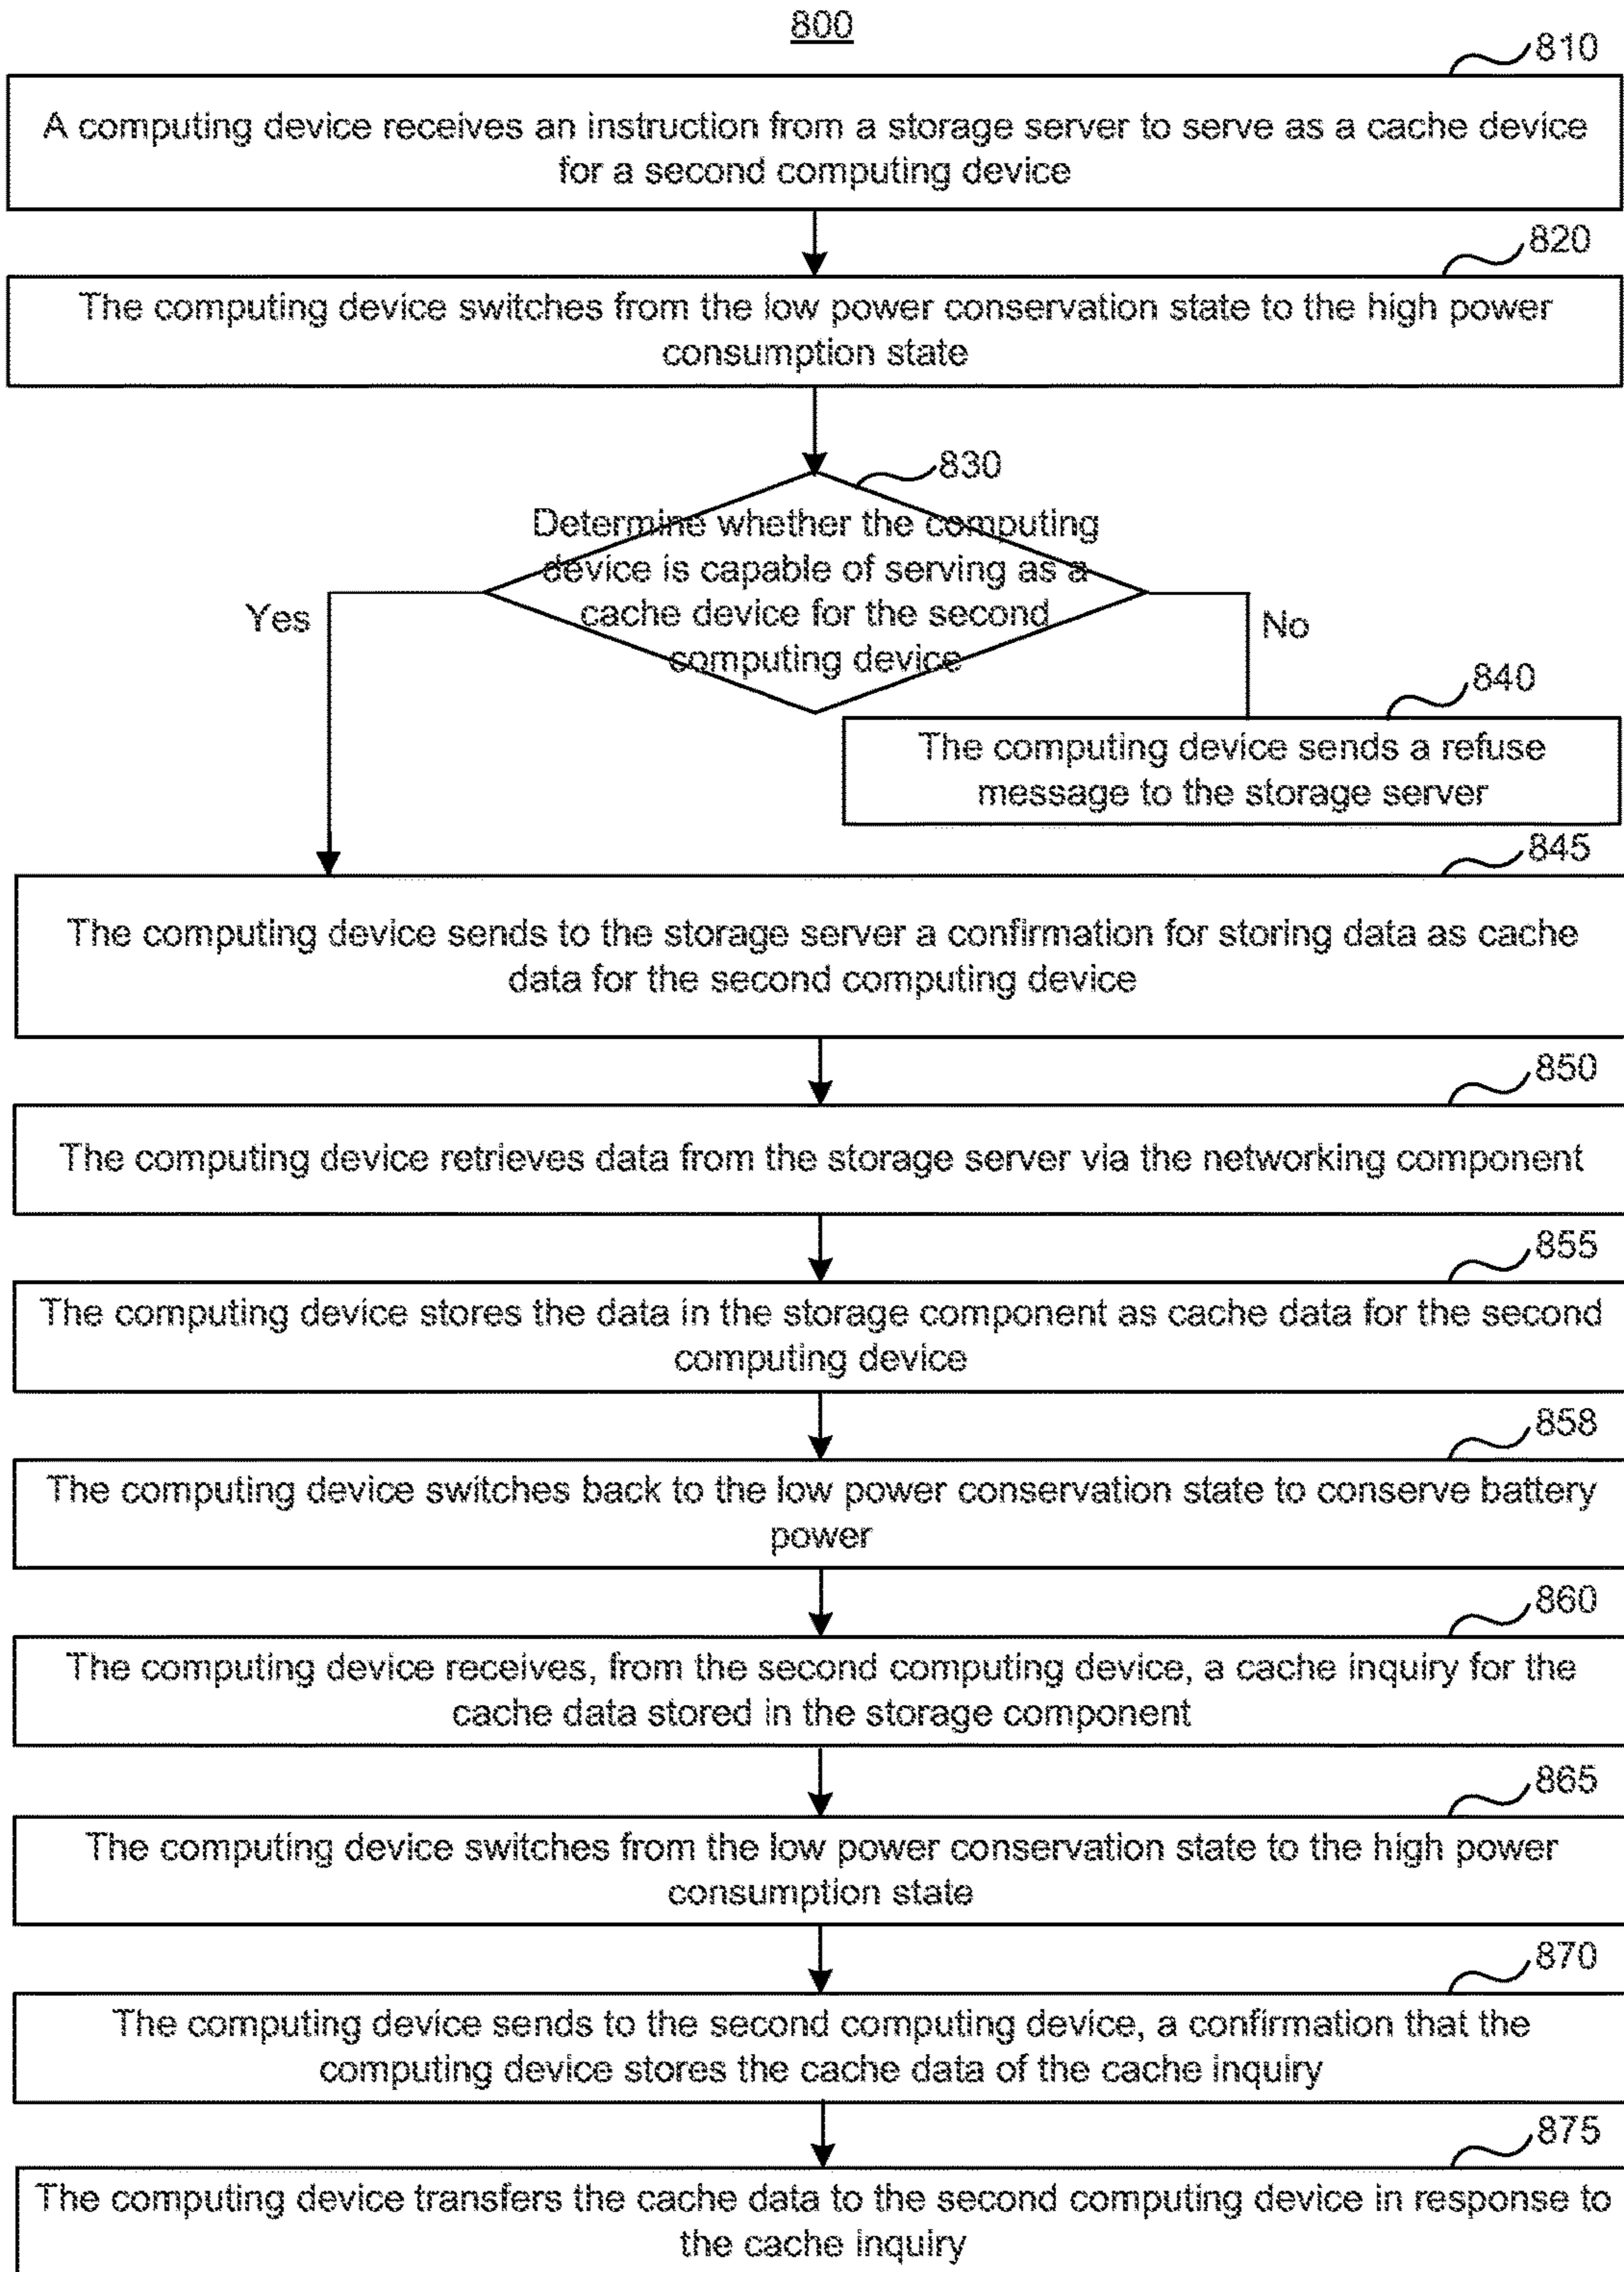 800
810
A computing device receives an instruction from a storage server to serve as a cache device
for a second computing device
820
The computing device switches from the low power conservation state to the high power
consumption state
830
Determine whether the computing
device is capable of serving as a
cache device for the second
computing device
Yes
No
840
The computing device sends a refuse
message to the storage server
845
The computing device sends to the storage server a confirmation for storing data as cache
data for the second computing device
850
The computing device retrieves data from the storage server via the networking component
855
The computing device stores the data in the storage component as cache data for the second
computing device
858
The computing device switches back to the low power conservation state to conserve battery
power
860
The computing device receives, from the second computing device, a cache inquiry for the
cache data stored in the storage component
865
The computing device switches from the low power conservation state to the high power
consumption state
870
The computing device sends to the second computing device, a confirmation that the
computing device stores the cache data of the cache inquiry
875
The computing device transfers the cache data to the second computing device in response to
the cache inquiry